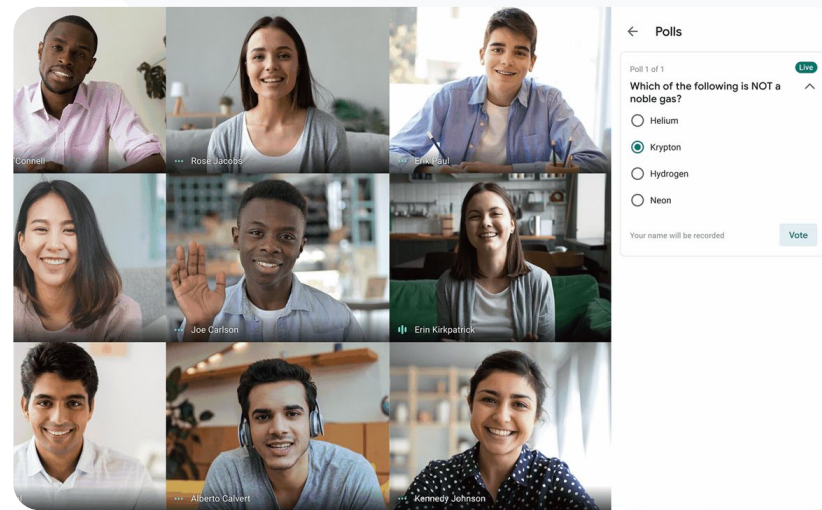 'Connell
Rose Jacobs
Erik Paul
Joe Carlson
Erin Kirkpatrick
Alberto Calvert
Kennedy Johnson
Polls
Poll 1 of 1
Live
Which of the following is NOT a
noble gas?
Helium
Krypton
Hydrogen
Neon
Your name will be recorded
Vote